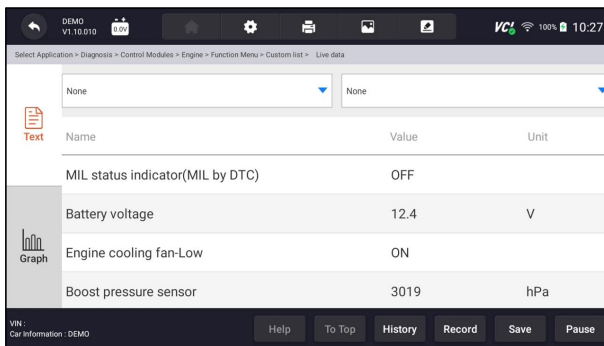 DEMO
V1.10.010
0.0V
VCI
100%
10:27
Select Application > Diagnosis > Control Modules > Engine > Function Menu > Custom list > Live data
None
None
Text
Name Value Unit
MIL status indicator(MIL by DTC) OFF
Battery voltage 12.4 V
Graph
Engine cooling fan-Low ON
Boost pressure sensor 3019 hPa
VIN :
Car Information : DEMO
Help To Top History Record Save Pause